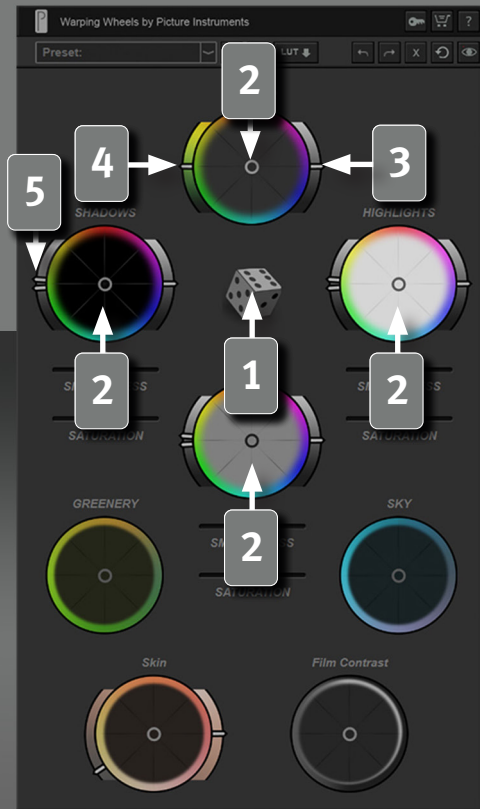 Warping Wheels by Picture Instruments
?
Preset:
LUT
X
2
4
3
5
SHADOWS
HIGHLIGHTS
2
1
2
SATURATION
SATURATION
GREENERY
SKY
2
SATURATION
Skin
Film Contrast